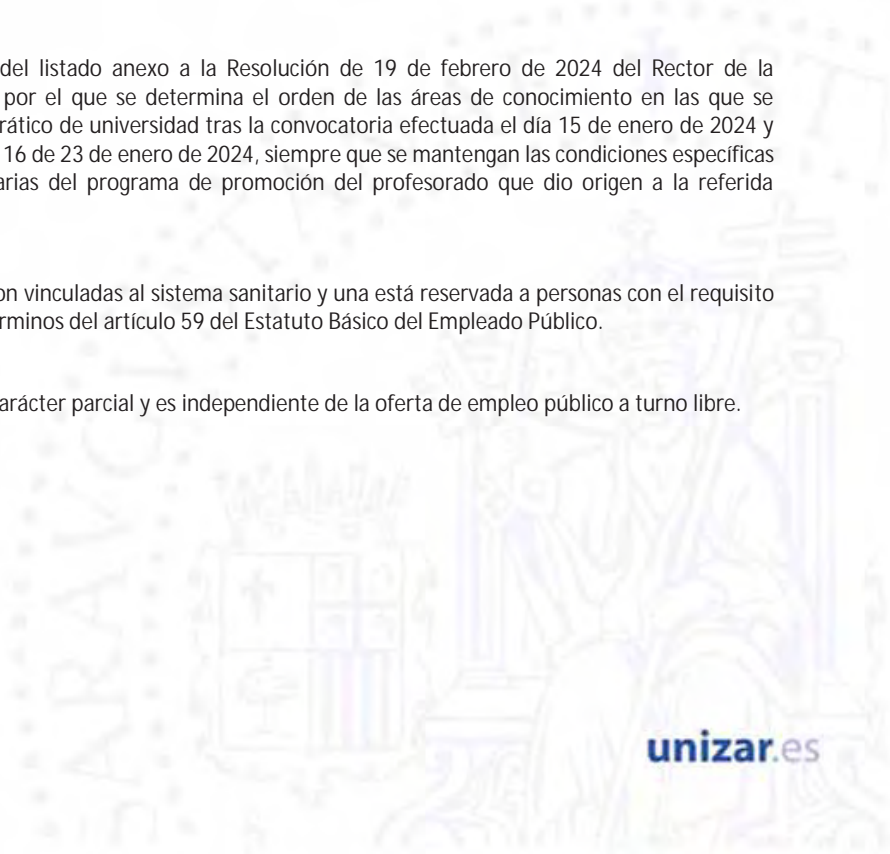 del listado anexo a la Resolución de 19 de febrero de 2024 del Rector de la
por el que se determina el orden de las áreas de conocimiento en las que se
rático de universidad tras la convocatoria efectuada el día 15 de enero de 2024 y
16 de 23 de enero de 2024, siempre que se mantengan las condiciones específicas
arias del programa de promoción del profesorado que dio origen a la referida
on vinculadas al sistema sanitario y una está reservada a personas con el requisito
érminos del artículo 59 del Estatuto Básico del Empleado Público.
arácter parcial y es independiente de la oferta de empleo público a turno libre.
unizar.es